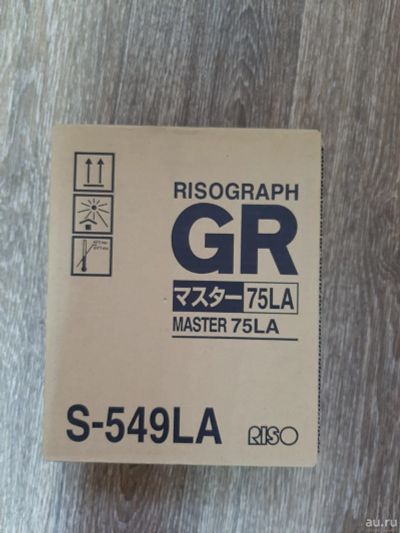 RISOGRAPH
GR
マスター 75LA
MASTER 75LA
S-549LA
RISO
au.ru